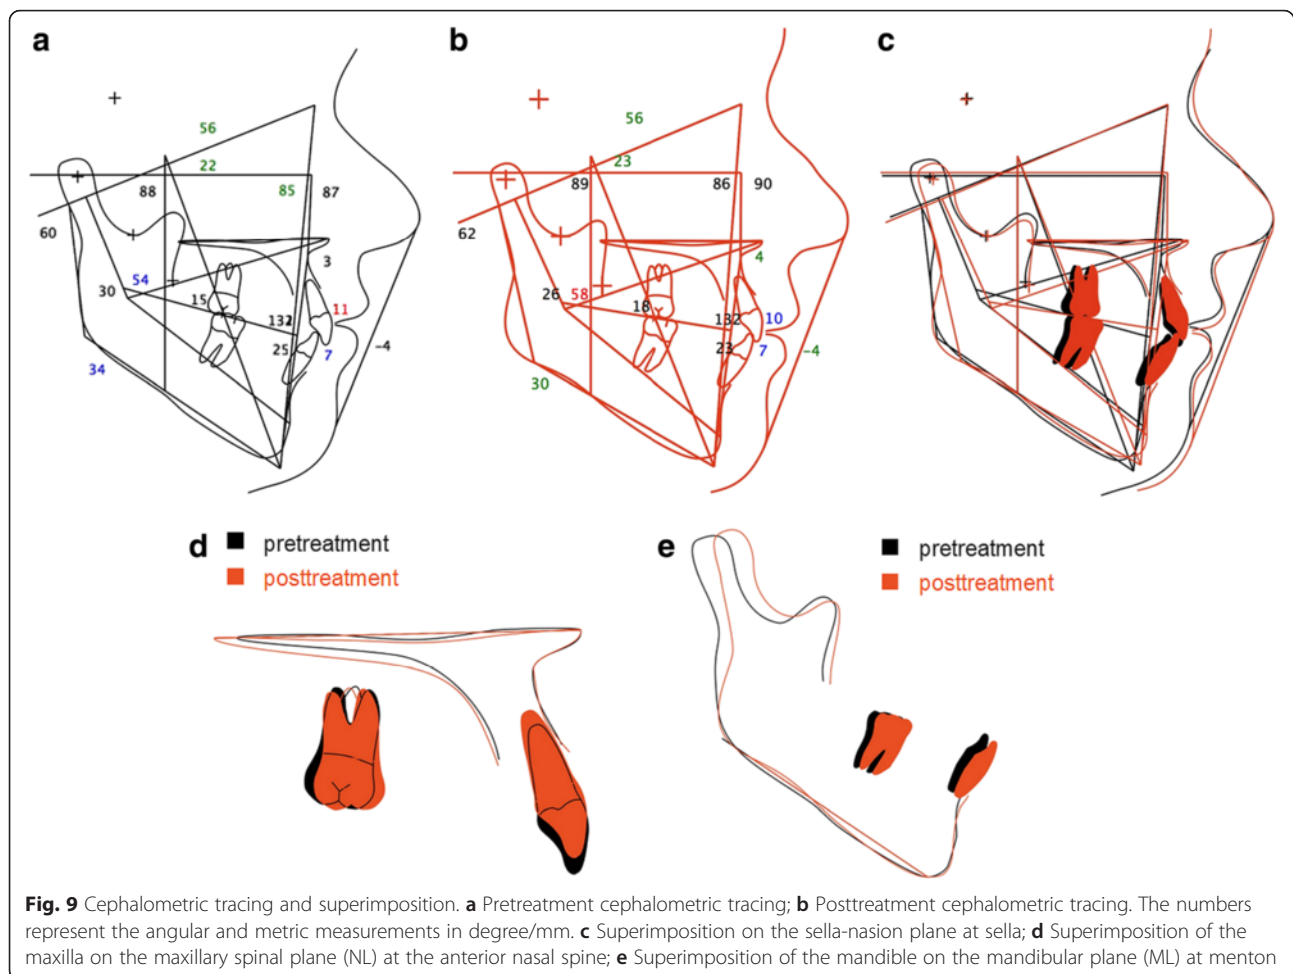 a
b
c
56
22
88
85
87
60
3
54
30
15
11
132
25
7
34
-4
56
23
89
86
90
62
4
26
58
18
132
10
23
7
-4
30
d
pretreatment
posttreatment
e
pretreatment
posttreatment
Fig. 9 Cephalometric tracing and superimposition. a Pretreatment cephalometric tracing; b Posttreatment cephalometric tracing. The numbers
represent the angular and metric measurements in degree/mm. c Superimposition on the sella-nasion plane at sella; d Superimposition of the
maxilla on the maxillary spinal plane (NL) at the anterior nasal spine; e Superimposition of the mandible on the mandibular plane (ML) at menton